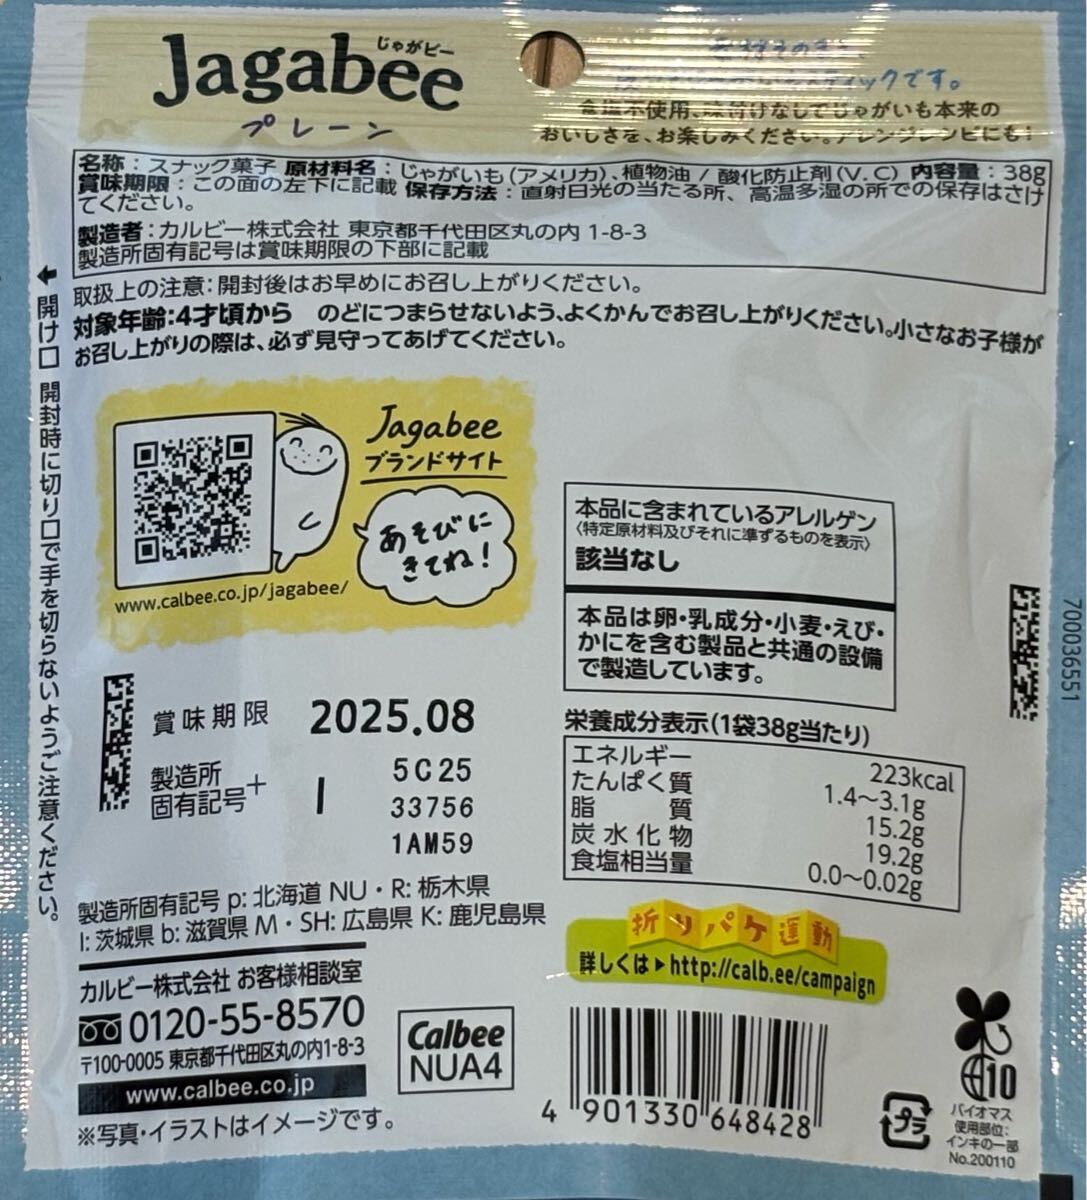 じゃがビー
Jagabee
プレーン
ティックです。
食塩不使用、味付けなしでじゃがいも本来の
おいしさを、お楽しみください。アレンジレシピにも!
名称:スナック菓子 原材料名:じゃがいも(アメリカ)、植物油/酸化防止剤(V.C) 内容量:38g
賞味期限:この面の左下に記載 保存方法:直射日光の当たる所、高温多湿の所での保存はさけ
てください。
製造者:カルビー株式会社 東京都千代田区丸の内1-8-3
製造所固有記号は賞味期限の下部に記載
取扱上の注意:開封後はお早めにお召し上がりください。
対象年齢:4才頃から のどにつまらせないよう、よくかんでお召し上がりください。小さなお子様が
お召し上がりの際は、必ず見守ってあげてください。
開け口 開封時に切り口で手を切らないようご注意ください。
Jagabee
ブランドサイト
あそびに
きてね!
www.calbee.co.jp/jagabee/
本品に含まれているアレルゲン
〈特定原材料及びそれに準ずるものを表示〉
該当なし
本品は卵・乳成分・小麦・えび・
かにを含む製品と共通の設備
で製造しています。
700036551
賞味期限 2025.08
製造所
固有記号 + I
5C25
33756
1AM59
栄養成分表示(1袋38g当たり)
エネルギー 223kcal
たんぱく質 1.4〜3.1g
脂質 15.2g
炭水化物 19.2g
食塩相当量 0.0〜0.02g
製造所固有記号 p:北海道 NU・R:栃木県
I:茨城県 b:滋賀県 M・SH:広島県 K:鹿児島県
折りパケ運動
詳しくは▶http://calb.ee/campaign
カルビー株式会社 お客様相談室
0120-55-8570
〒100-0005 東京都千代田区丸の内1-8-3
www.calbee.co.jp
※写真・イラストはイメージです。
Calbee
NUA4
4 901330 648428
プラ
10
バイオマス
使用部位:
インキの一部
No.200110